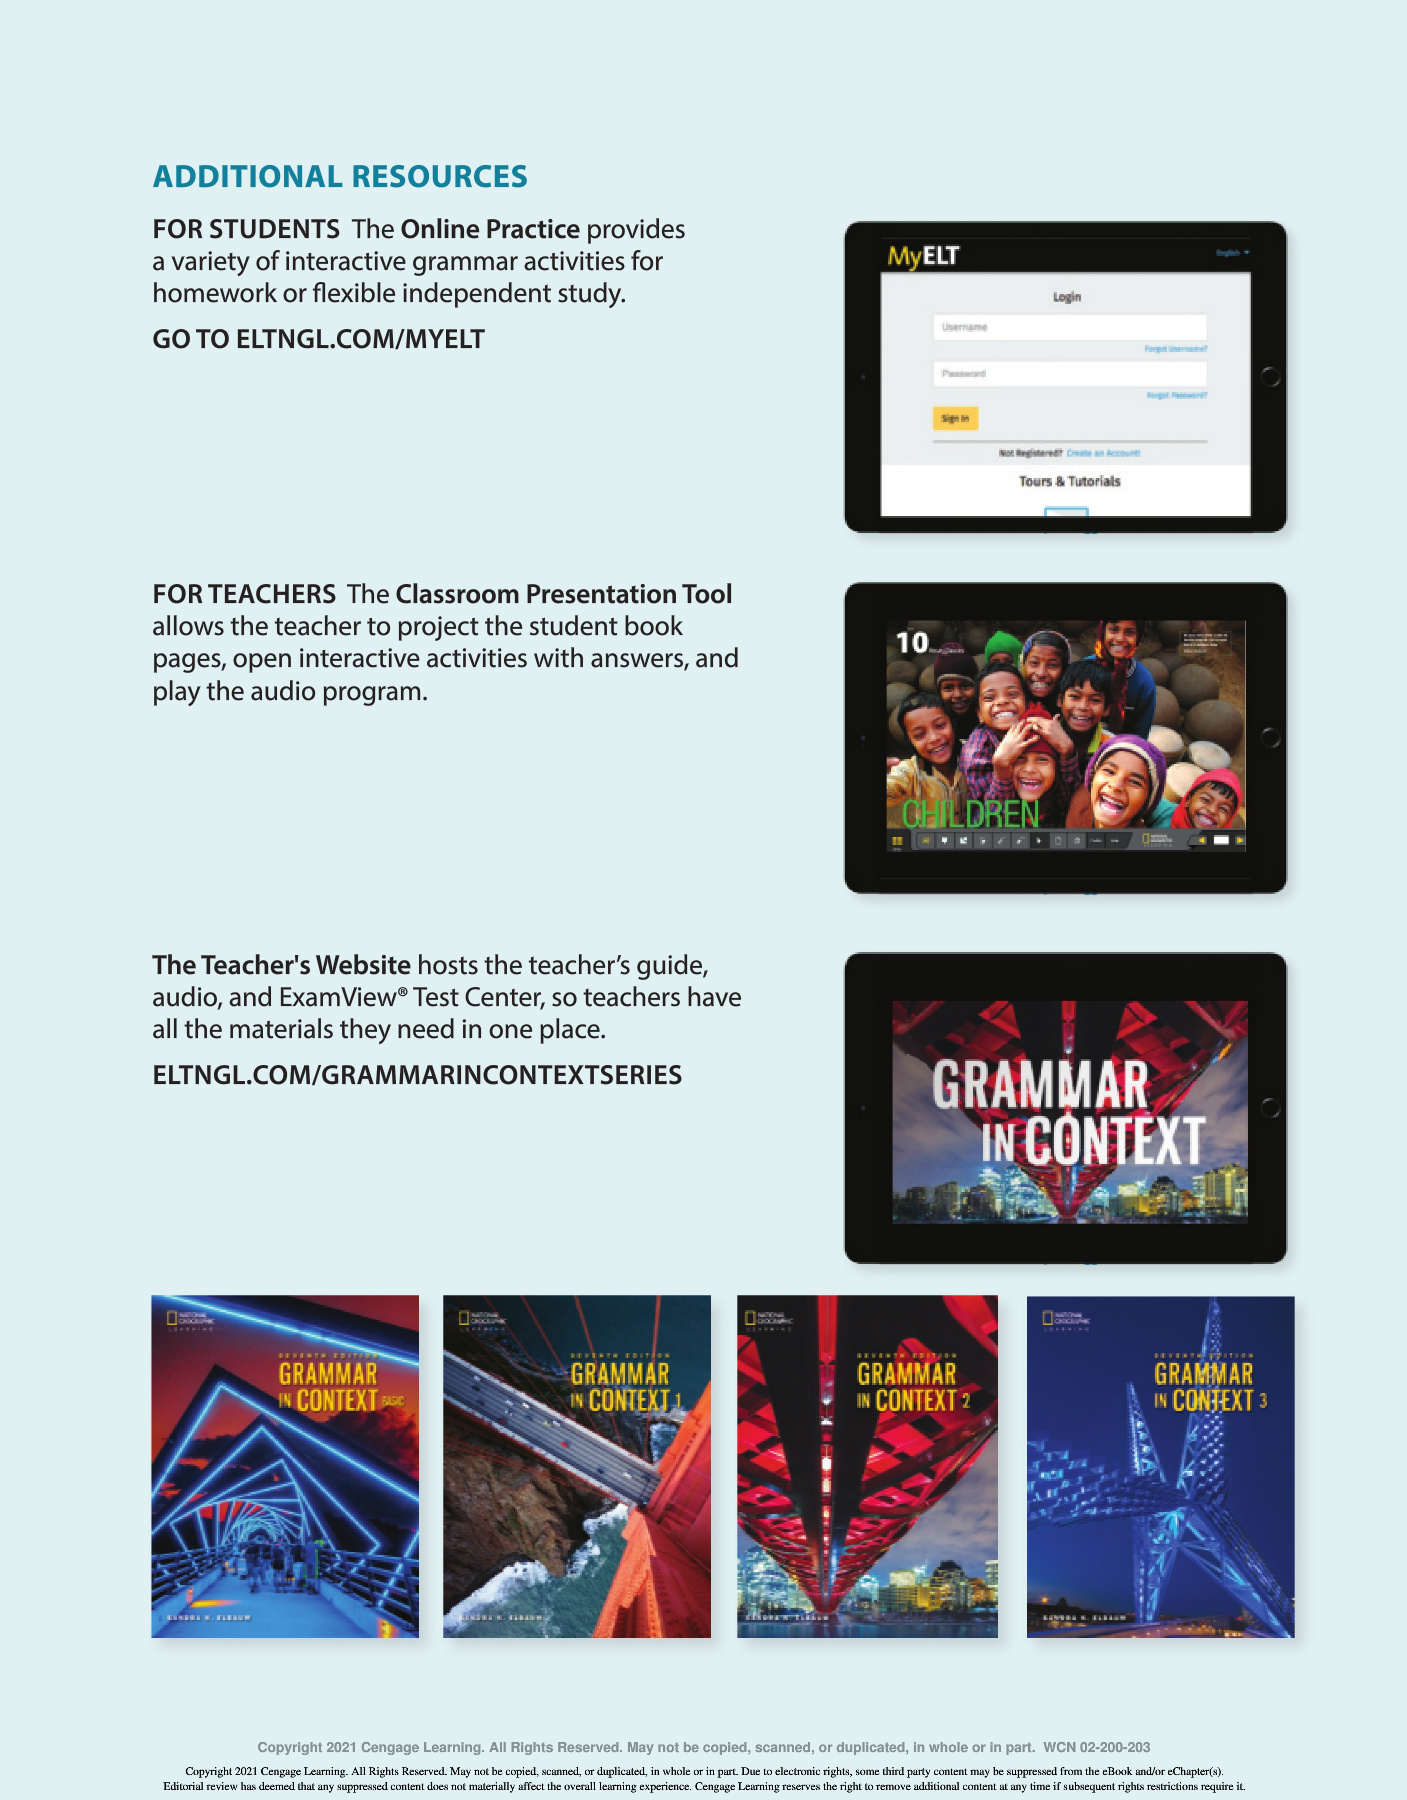 ADDITIONAL RESOURCES
FOR STUDENTS The Online Practice provides
a variety of interactive grammar activities for
homework or flexible independent study.
GO TO ELTNGL.COM/MYELT
MyELT
English
Login
Username
Forgot Username?
Password
Forgot Password?
Sign In
Not Registered? Create an Account!
Tours & Tutorials
FOR TEACHERS The Classroom Presentation Tool
allows the teacher to project the student book
pages, open interactive activities with answers, and
play the audio program.
10
CHILDREN
The Teacher's Website hosts the teacher’s guide,
audio, and ExamView® Test Center, so teachers have
all the materials they need in one place.
ELTNGL.COM/GRAMMARINCONTEXTSERIES
GRAMMAR
IN CONTEXT
NATIONAL
GEOGRAPHIC
LEARNING
SEVENTH EDITION
GRAMMAR
IN CONTEXT BASIC
SANDRA N. ELBAUM
NATIONAL
GEOGRAPHIC
LEARNING
SEVENTH EDITION
GRAMMAR
IN CONTEXT 1
SANDRA N. ELBAUM
NATIONAL
GEOGRAPHIC
LEARNING
SEVENTH EDITION
GRAMMAR
IN CONTEXT 2
SANDRA N. ELBAUM
NATIONAL
GEOGRAPHIC
LEARNING
SEVENTH EDITION
GRAMMAR
IN CONTEXT 3
SANDRA N. ELBAUM
Copyright 2021 Cengage Learning. All Rights Reserved. May not be copied, scanned, or duplicated, in whole or in part. WCN 02-200-203
Copyright 2021 Cengage Learning. All Rights Reserved. May not be copied, scanned, or duplicated, in whole or in part. Due to electronic rights, some third party content may be suppressed from the eBook and/or eChapter(s).
Editorial review has deemed that any suppressed content does not materially affect the overall learning experience. Cengage Learning reserves the right to remove additional content at any time if subsequent rights restrictions require it.